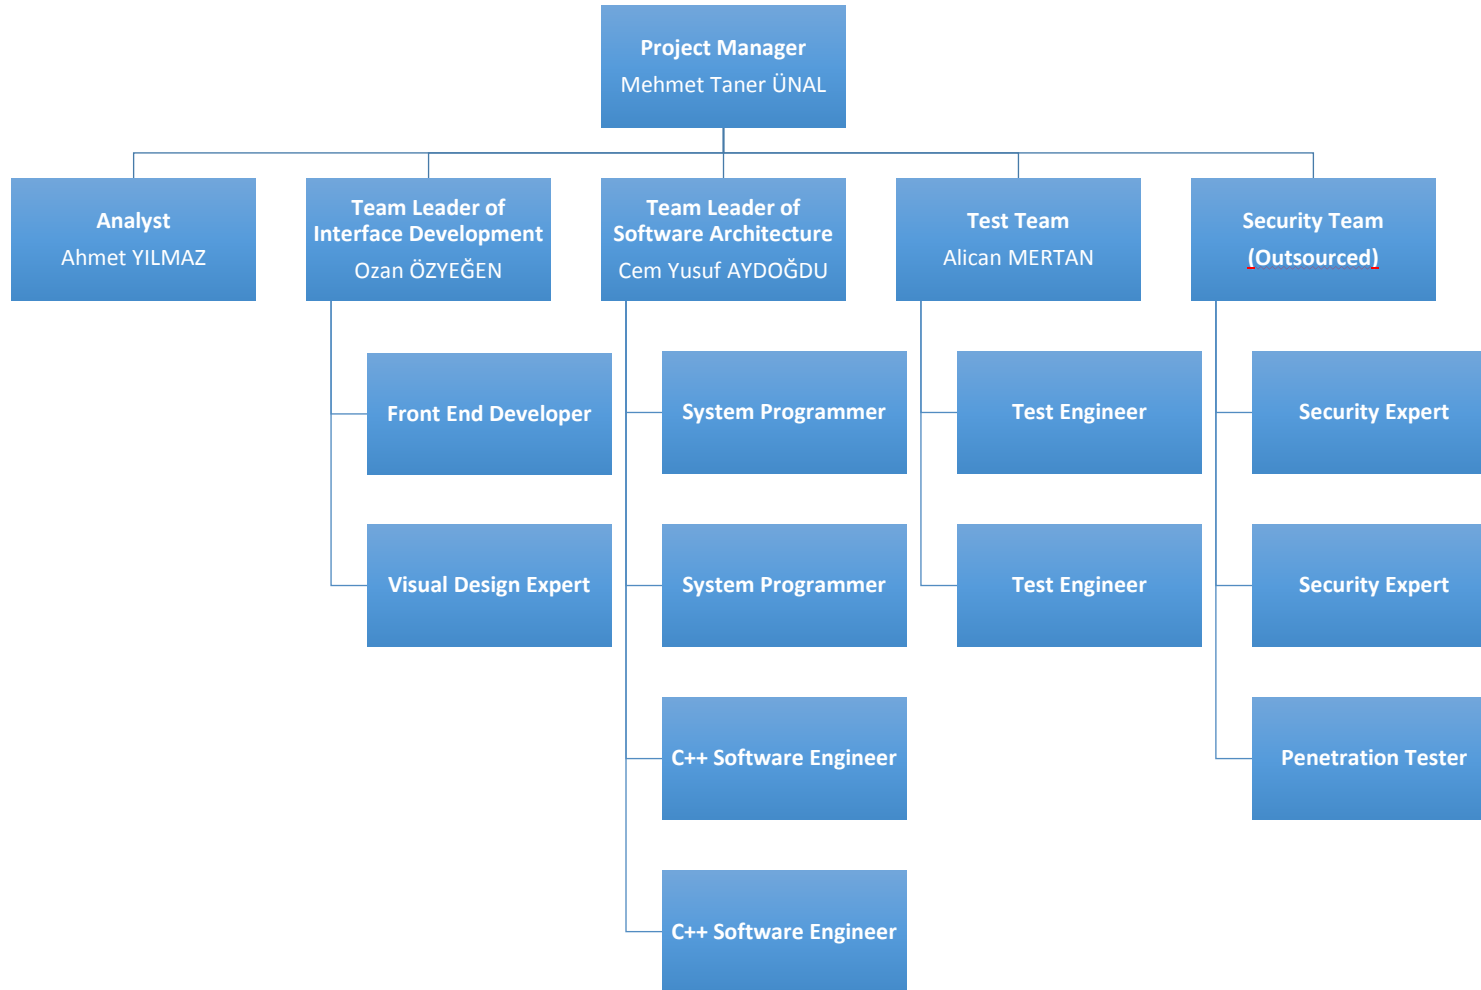 Project Manager
Mehmet Taner ÜNAL
Analyst
Ahmet YILMAZ
Team Leader of
Interface Development
Ozan ÖZYEĞEN
Team Leader of
Software Architecture
Cem Yusuf AYDOĞDU
Test Team
Alican MERTAN
Security Team
(Outsourced)
Front End Developer
Visual Design Expert
System Programmer
System Programmer
C++ Software Engineer
C++ Software Engineer
Test Engineer
Test Engineer
Security Expert
Security Expert
Penetration Tester